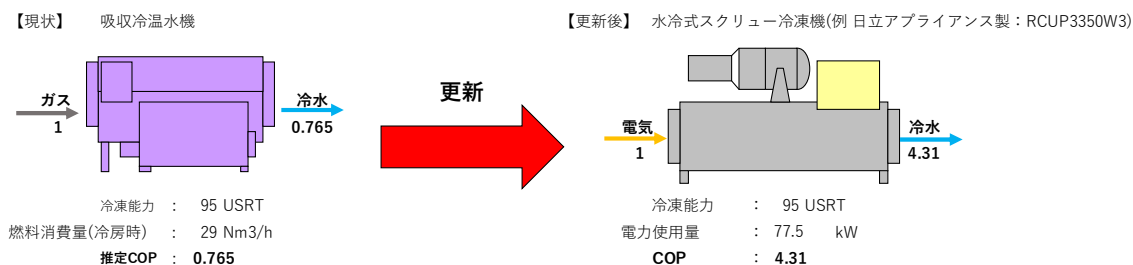 【現状】 吸収冷温水機
【更新後】 水冷式スクリュー冷凍機(例 日立アプライアンス製：RCUP3350W3)
ガス
1
冷水
0.765
更新
電気
1
冷水
4.31
冷凍能力 ： 95 USRT
燃料消費量(冷房時) ： 29 Nm3/h
推定COP ： 0.765
冷凍能力 ： 95 USRT
電力使用量 ： 77.5 kW
COP ： 4.31